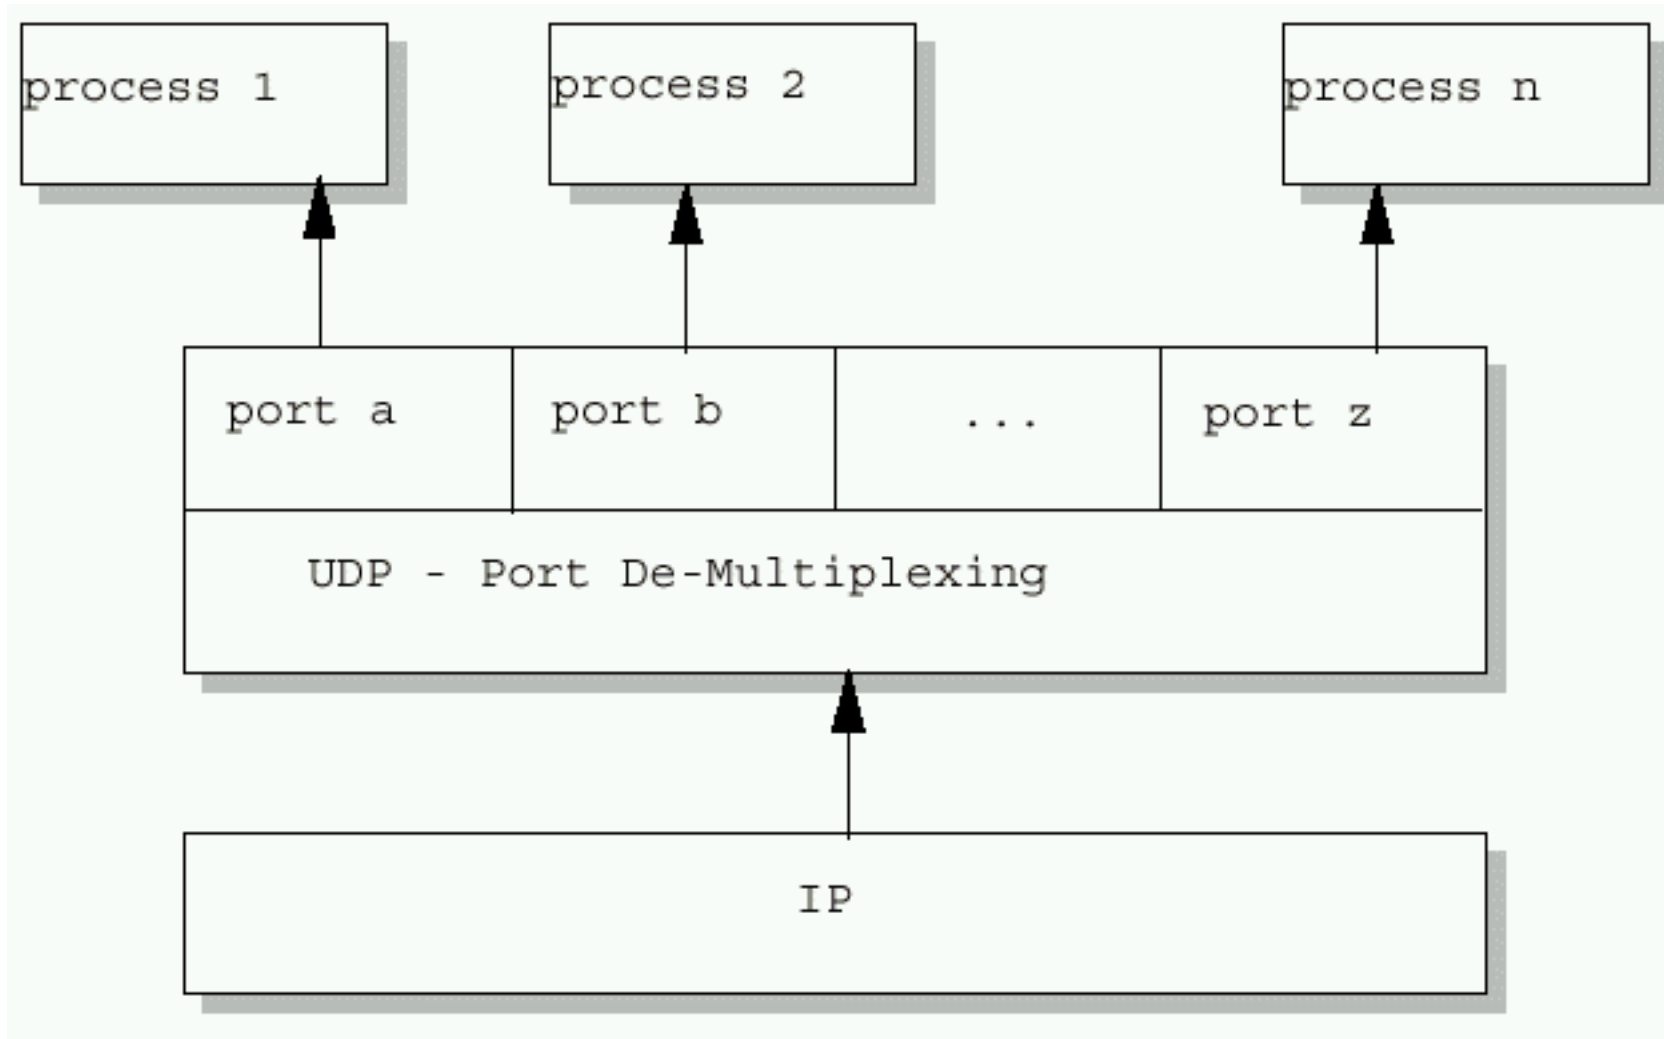 process 1
process 2
process n
port a
port b
...
port z
UDP - Port De-Multiplexing
IP